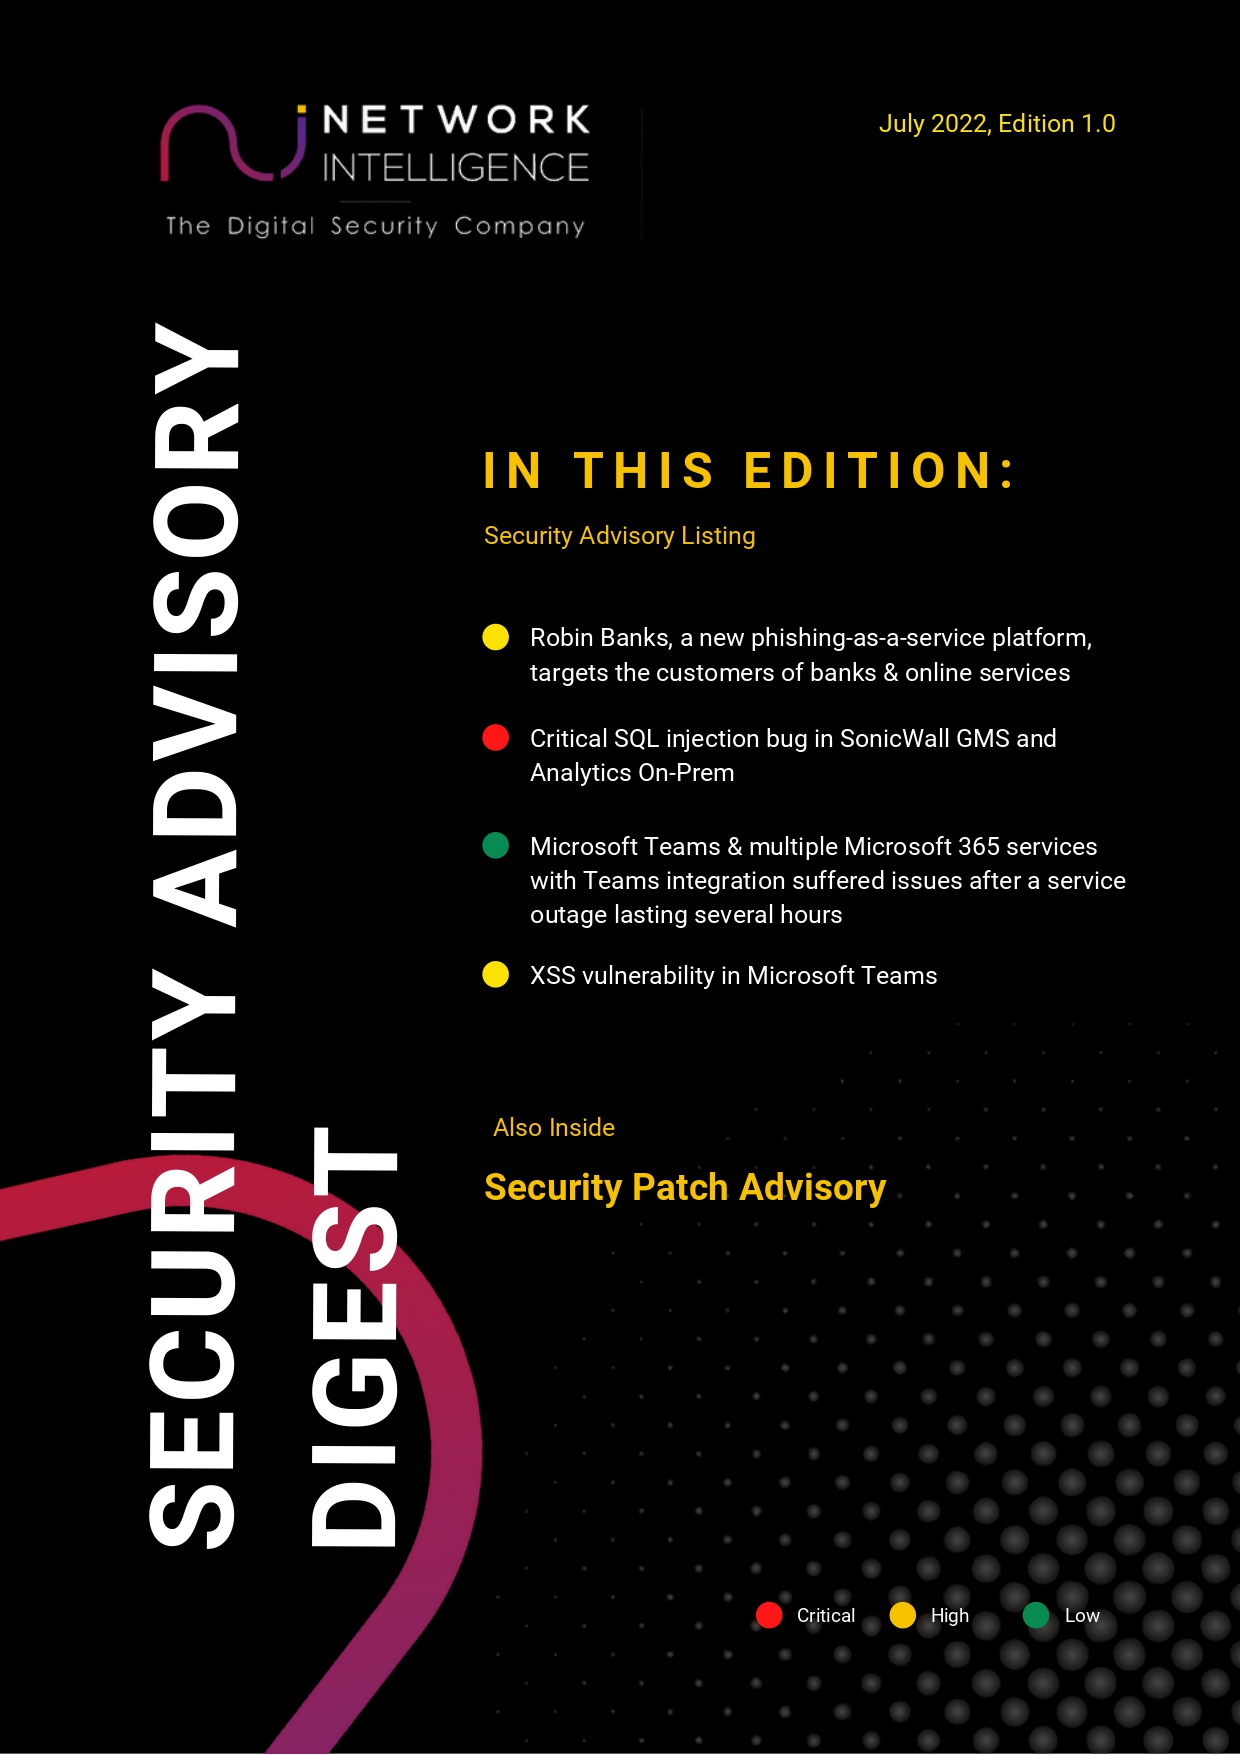 NETWORK
INTELLIGENCE
The Digital Security Company
July 2022, Edition 1.0
SECURITY ADVISORY
DIGEST
IN THIS EDITION:
Security Advisory Listing
Robin Banks, a new phishing-as-a-service platform,
targets the customers of banks & online services
Critical SQL injection bug in SonicWall GMS and
Analytics On-Prem
Microsoft Teams & multiple Microsoft 365 services
with Teams integration suffered issues after a service
outage lasting several hours
XSS vulnerability in Microsoft Teams
Also Inside
Security Patch Advisory
Critical High Low